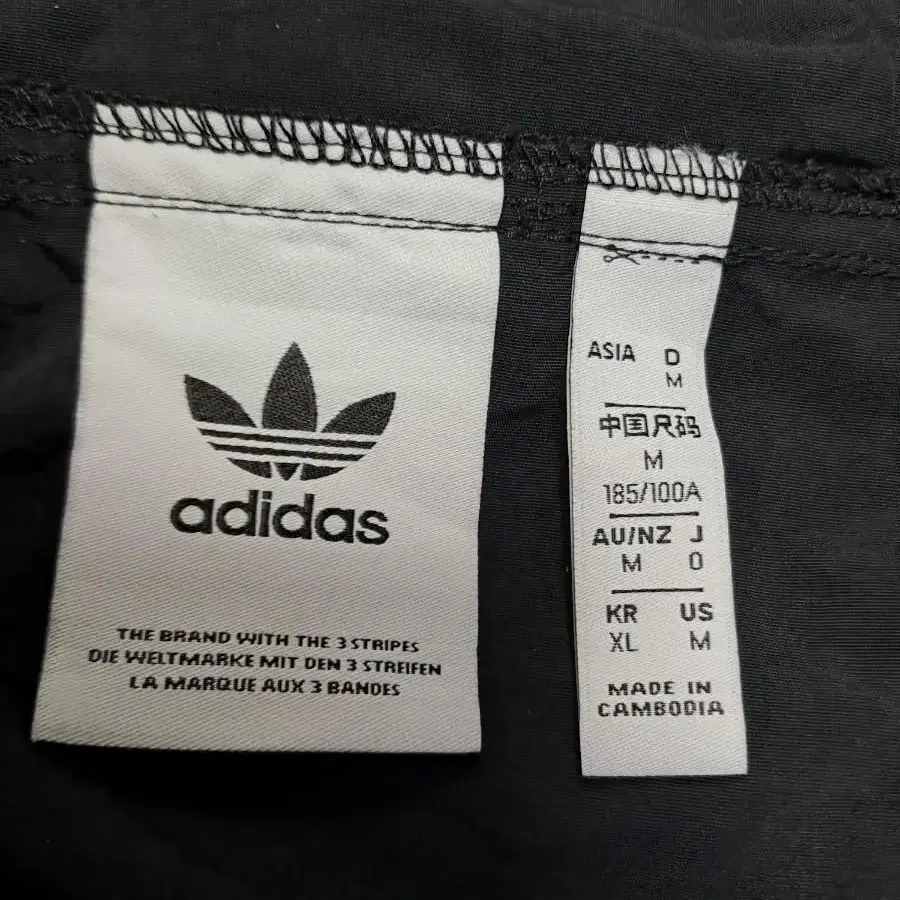 adidas
THE BRAND WITH THE 3 STRIPES
DIE WELTMARKE MIT DEN 3 STREIFEN
LA MARQUE AUX 3 BANDES
ASIA D
M
中国尺码
M
185/100A
AU/NZ J
M O
KR US
XL M
MADE IN
CAMBODIA